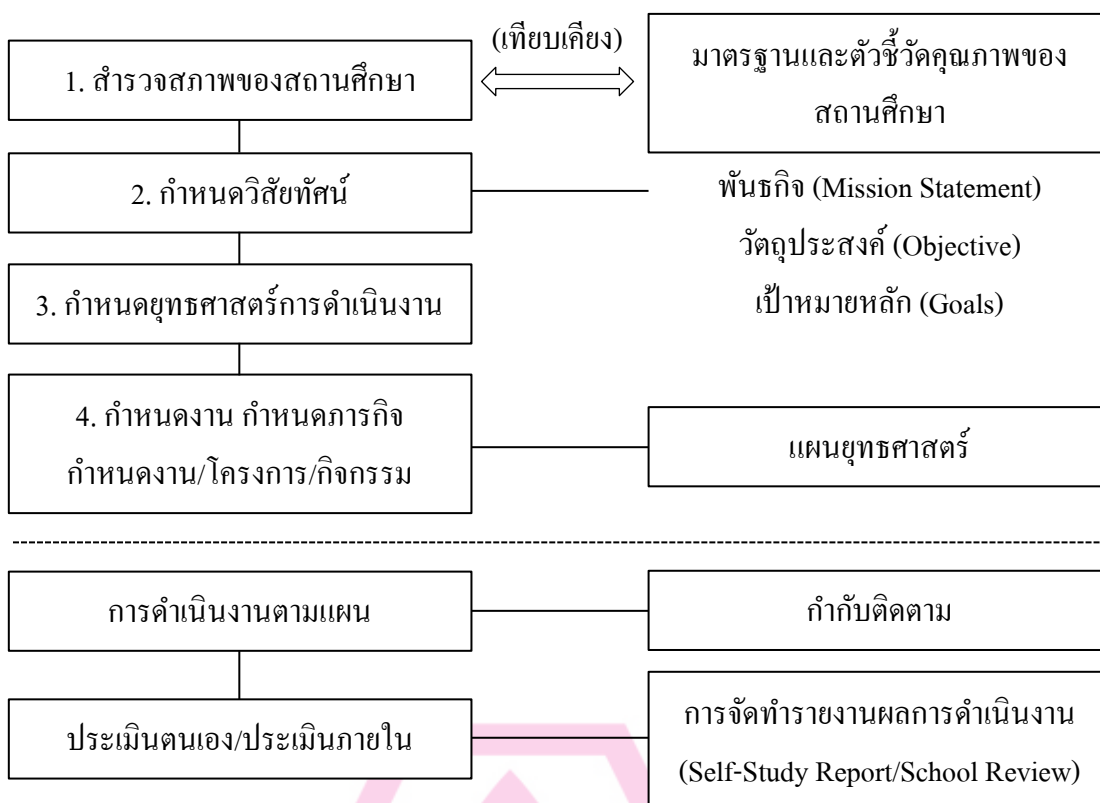 (เทียบเคียง)
1. สำรวจสภาพของสถานศึกษา
มาตรฐานและตัวชี้วัดคุณภาพของ
สถานศึกษา
2. กำหนดวิสัยทัศน์
พันธกิจ (Mission Statement)
วัตถุประสงค์ (Objective)
เป้าหมายหลัก (Goals)
3. กำหนดยุทธศาสตร์การดำเนินงาน
4. กำหนดงาน กำหนดภารกิจ
กำหนดงาน/โครงการ/กิจกรรม
แผนยุทธศาสตร์
การดำเนินงานตามแผน
กำกับติดตาม
ประเมินตนเอง/ประเมินภายใน
การจัดทำรายงานผลการดำเนินงาน
(Self-Study Report/School Review)